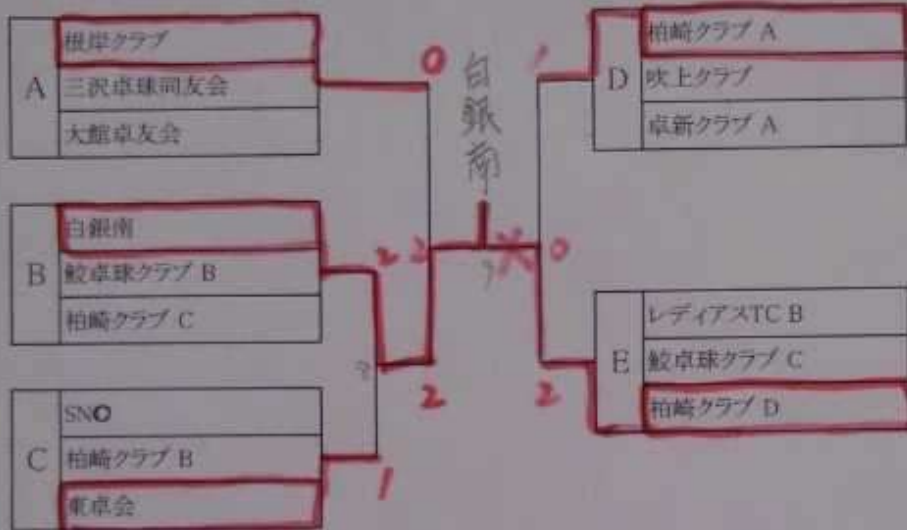 A
根岸クラブ
三沢卓球同友会
大館卓友会
B
白銀南
鮫卓球クラブ B
柏崎クラブ C
C
SNO
柏崎クラブ B
東卓会
0
2
2
2
1
白銀南
1
0
2
D
柏崎クラブ A
吹上クラブ
卓新クラブ A
E
レディアスTC B
鮫卓球クラブ C
柏崎クラブ D